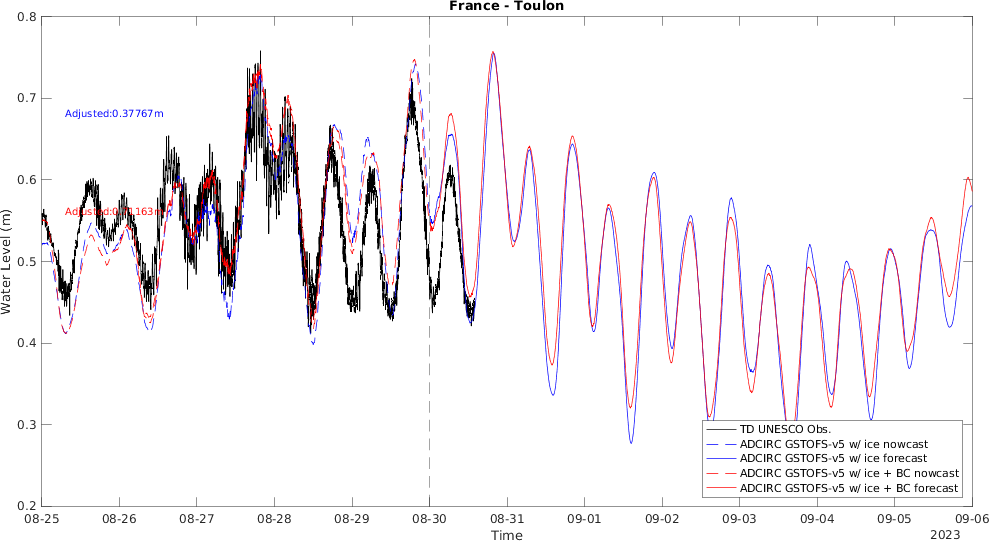 France - Toulon
0.8
0.7
0.6
0.5
0.4
0.3
0.2
Water Level (m)
Adjusted:0.37767m
TD UNESCO Obs.
ADCIRC GSTOFS-v5 w/ ice nowcast
ADCIRC GSTOFS-v5 w/ ice forecast
ADCIRC GSTOFS-v5 w/ ice + BC nowcast
ADCIRC GSTOFS-v5 w/ ice + BC forecast
08-25 08-26 08-27 08-28 08-29 08-30 08-31 09-01 09-02 09-03 09-04 09-05 09-06
Time
2023